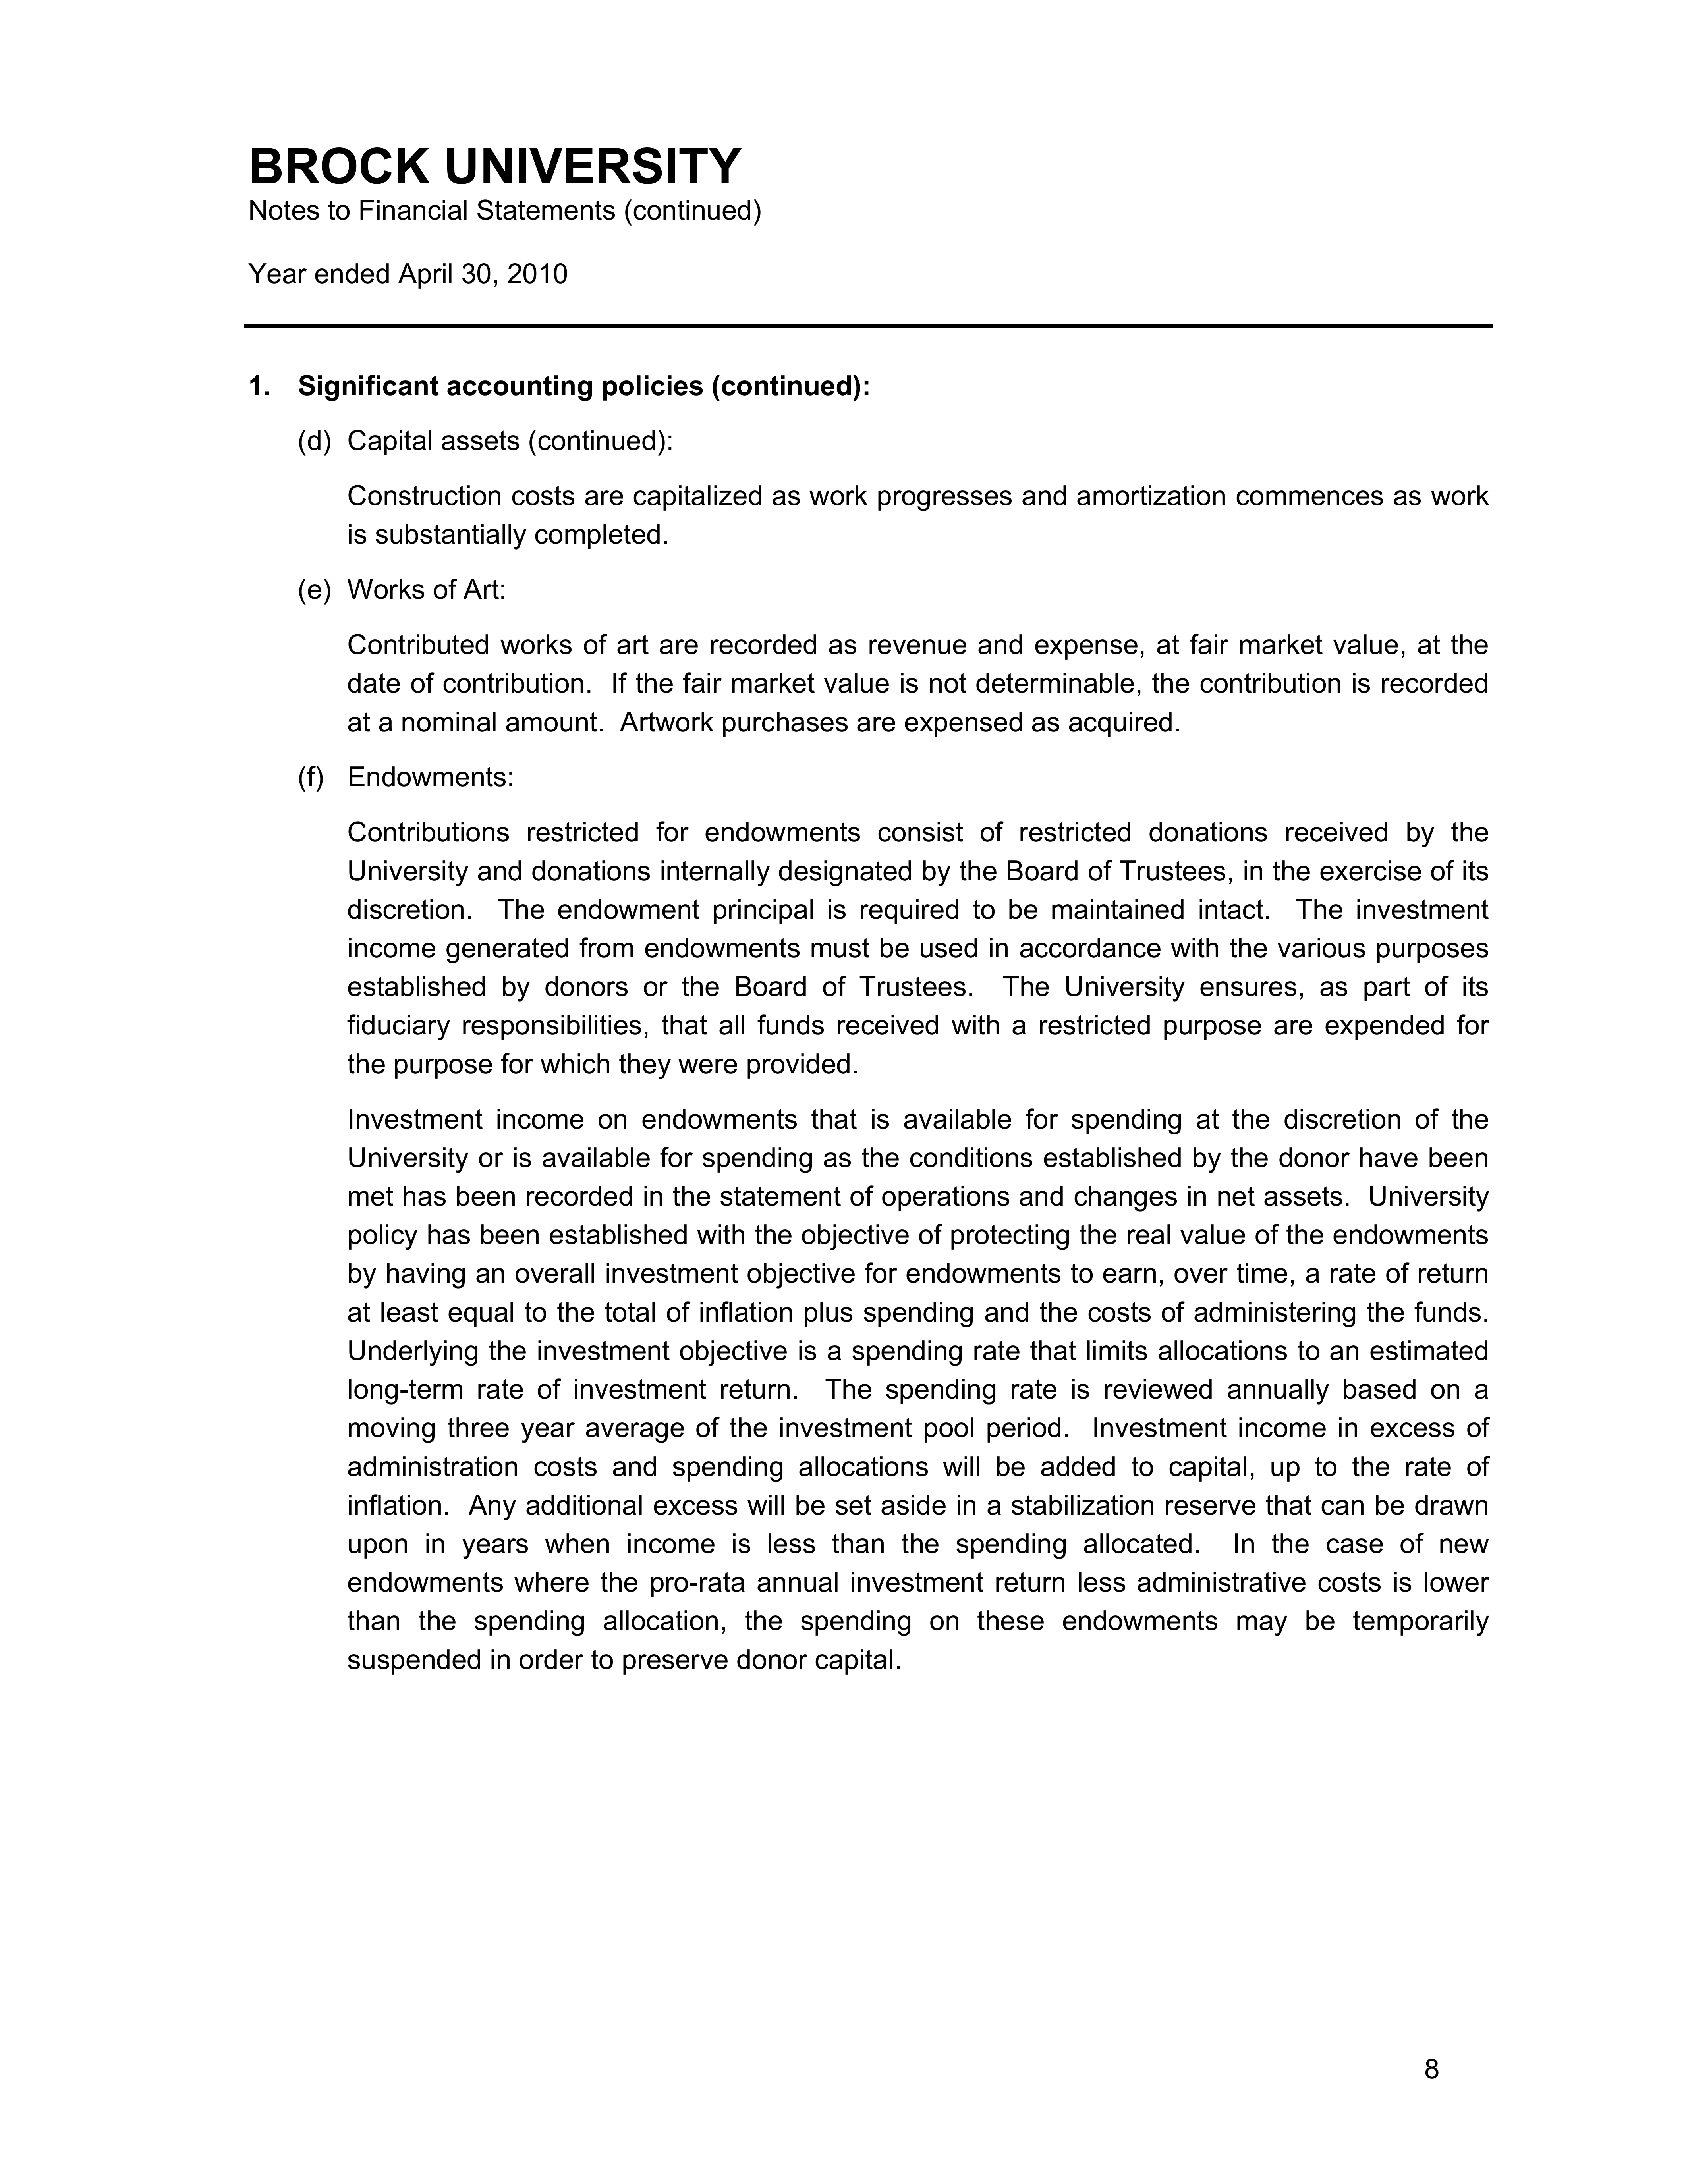 BROCK UNIVERSITY
Notes to Financial Statements (continued)
Year ended April 30, 2010
1. Significant accounting policies (continued):
(d) Capital assets (continued):
Construction costs are capitalized as work progresses and amortization commences as work
is substantially completed.
(e) Works of Art:
Contributed works of art are recorded as revenue and expense, at fair market value, at the
date of contribution. If the fair market value is not determinable, the contribution is recorded
at a nominal amount. Artwork purchases are expensed as acquired.
(f) Endowments:
Contributions restricted for endowments consist of restricted donations received by the
University and donations internally designated by the Board of Trustees, in the exercise of its
discretion. The endowment principal is required to be maintained intact. The investment
income generated from endowments must be used in accordance with the various purposes
established by donors or the Board of Trustees. The University ensures, as part of its
fiduciary responsibilities, that all funds received with a restricted purpose are expended for
the purpose for which they were provided.
Investment income on endowments that is available for spending at the discretion of the
University or is available for spending as the conditions established by the donor have been
met has been recorded in the statement of operations and changes in net assets. University
policy has been established with the objective of protecting the real value of the endowments
by having an overall investment objective for endowments to earn, over time, a rate of return
at least equal to the total of inflation plus spending and the costs of administering the funds.
Underlying the investment objective is a spending rate that limits allocations to an estimated
long-term rate of investment return. The spending rate is reviewed annually based on a
moving three year average of the investment pool period. Investment income in excess of
administration costs and spending allocations will be added to capital, up to the rate of
inflation. Any additional excess will be set aside in a stabilization reserve that can be drawn
upon in years when income is less than the spending allocated. In the case of new
endowments where the pro-rata annual investment return less administrative costs is lower
than the spending allocation, the spending on these endowments may be temporarily
suspended in order to preserve donor capital.
8